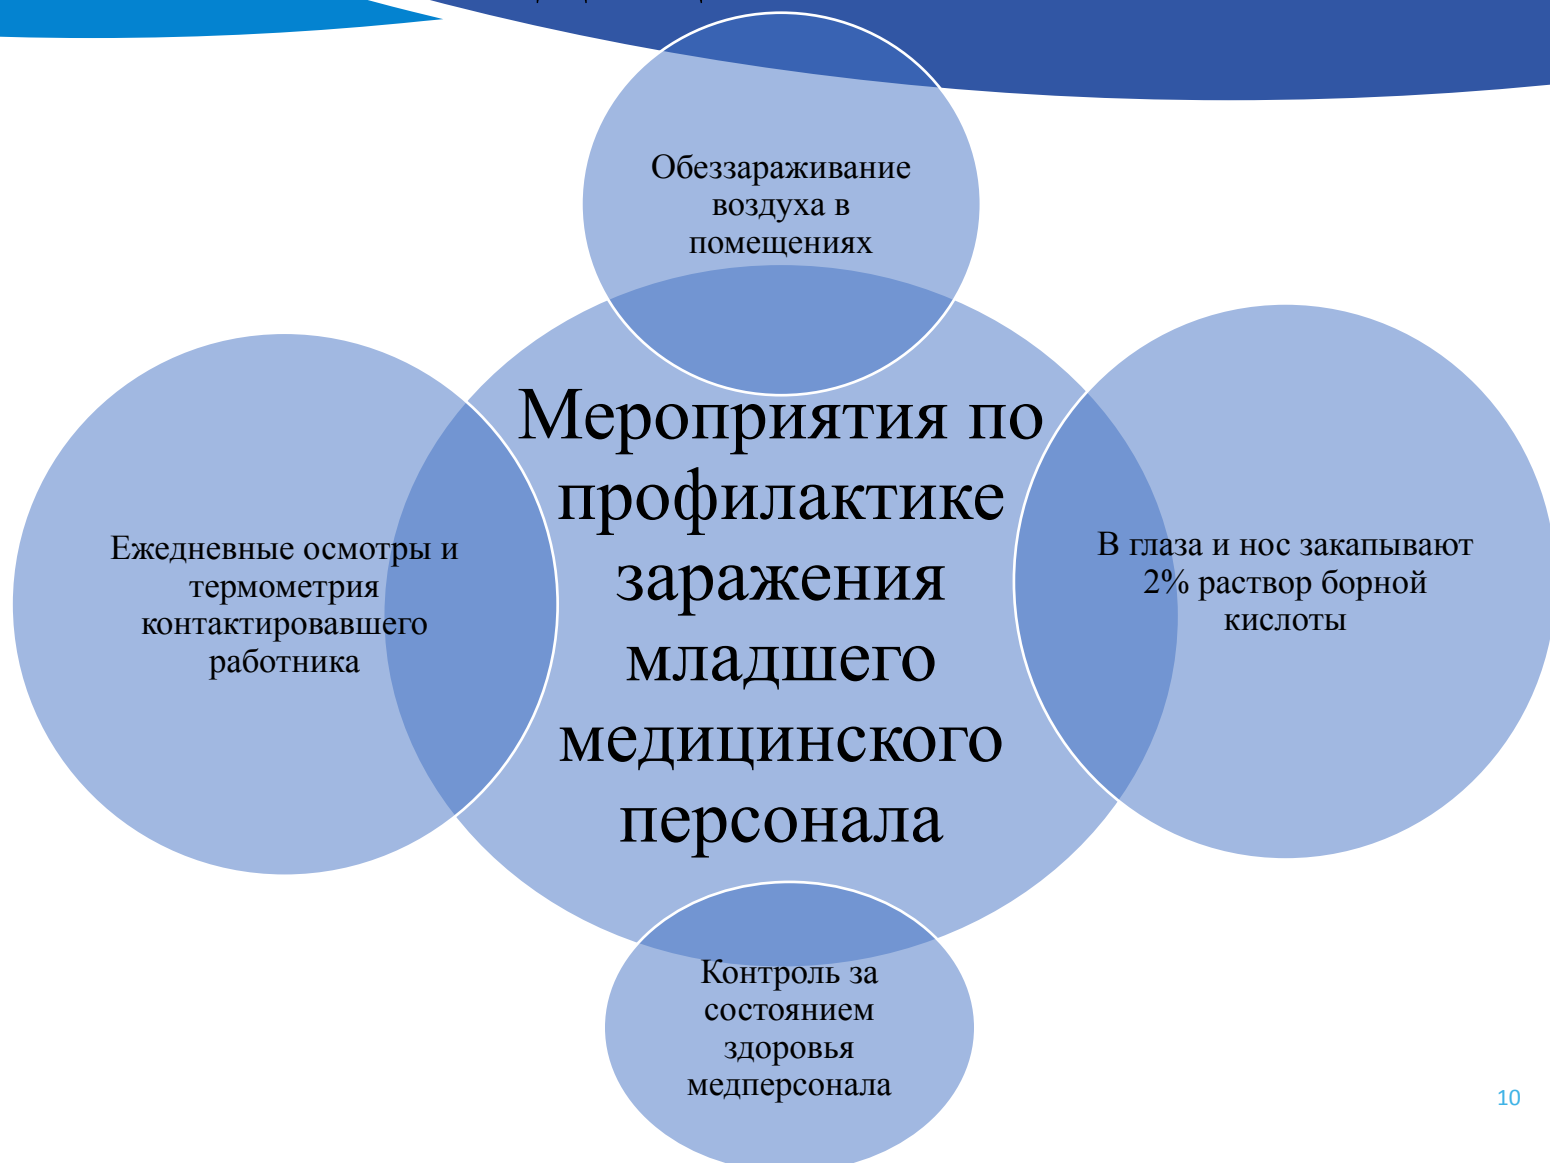 Обеззараживание
воздуха в
помещениях
Мероприятия по
профилактике
заражения
младшего
медицинского
персонала
Ежедневные осмотры и
термометрия
контактировавшего
работника
В глаза и нос закапывают
2% раствор борной
кислоты
Контроль за
состоянием
здоровья
медперсонала
10